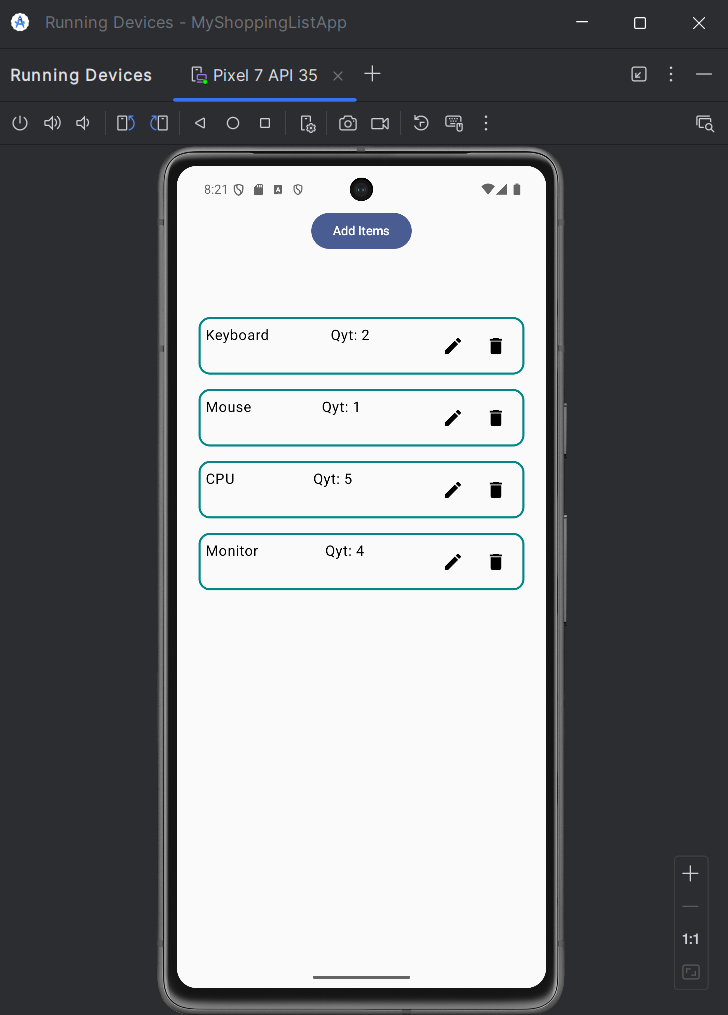 Running Devices - MyShoppingListApp
Running Devices Pixel 7 API 35
8:21
Add Items
Keyboard Qyt: 2
Mouse Qyt: 1
CPU Qyt: 5
Monitor Qyt: 4
1:1